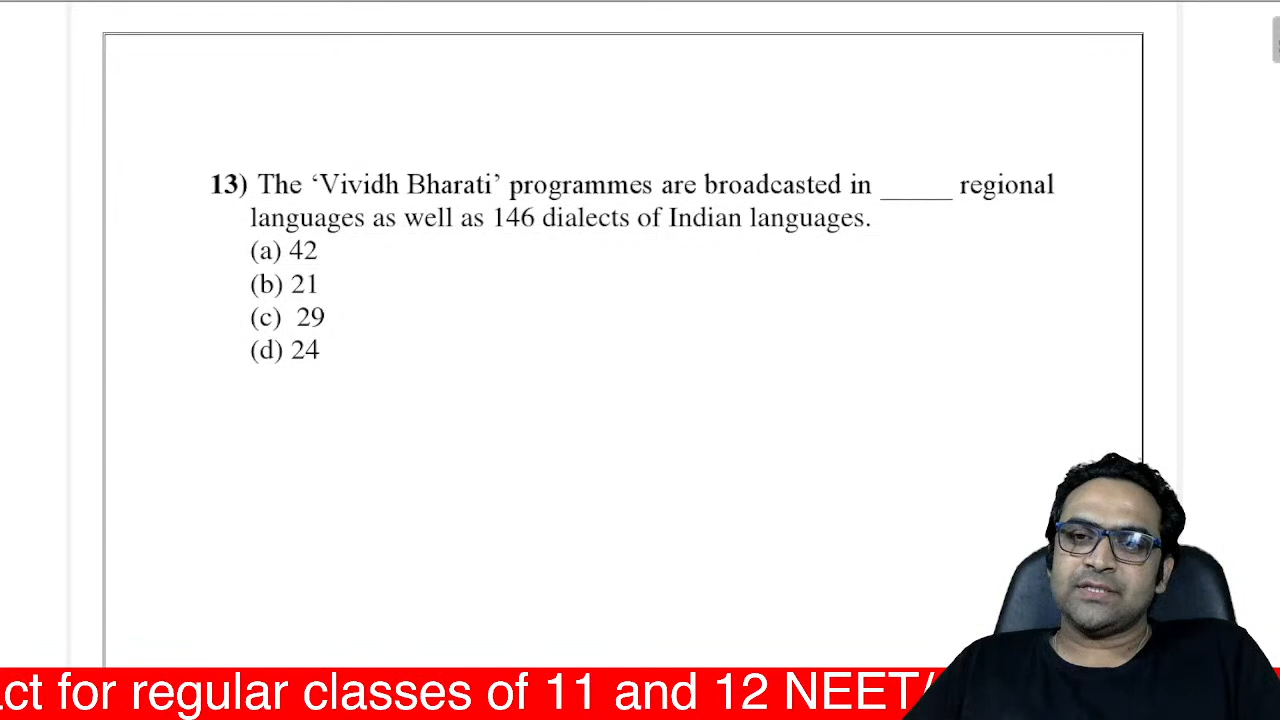 13) The ‘Vividh Bharati’ programmes are broadcasted in _____ regional
languages as well as 146 dialects of Indian languages.
(a) 42
(b) 21
(c) 29
(d) 24
ct for regular classes of 11 and 12 NEET/